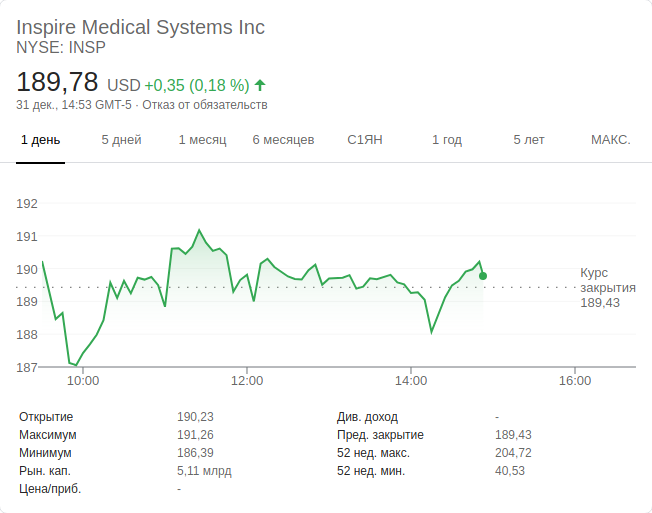 Inspire Medical Systems Inc
NYSE: INSP
189,78 USD +0,35 (0,18 %)
31 дек., 14:53 GMT-5 · Отказ от обязательств
1 день 5 дней 1 месяц 6 месяцев С1ЯН 1 год 5 лет МАКС.
192
191
190
189
188
187
Курс
закрытия
189,43
10:00 12:00 14:00 16:00
Открытие 190,23 Див. доход -
Максимум 191,26 Пред. закрытие 189,43
Минимум 186,39 52 нед. макс. 204,72
Рын. кап. 5,11 млрд 52 нед. мин. 40,53
Цена/приб. -